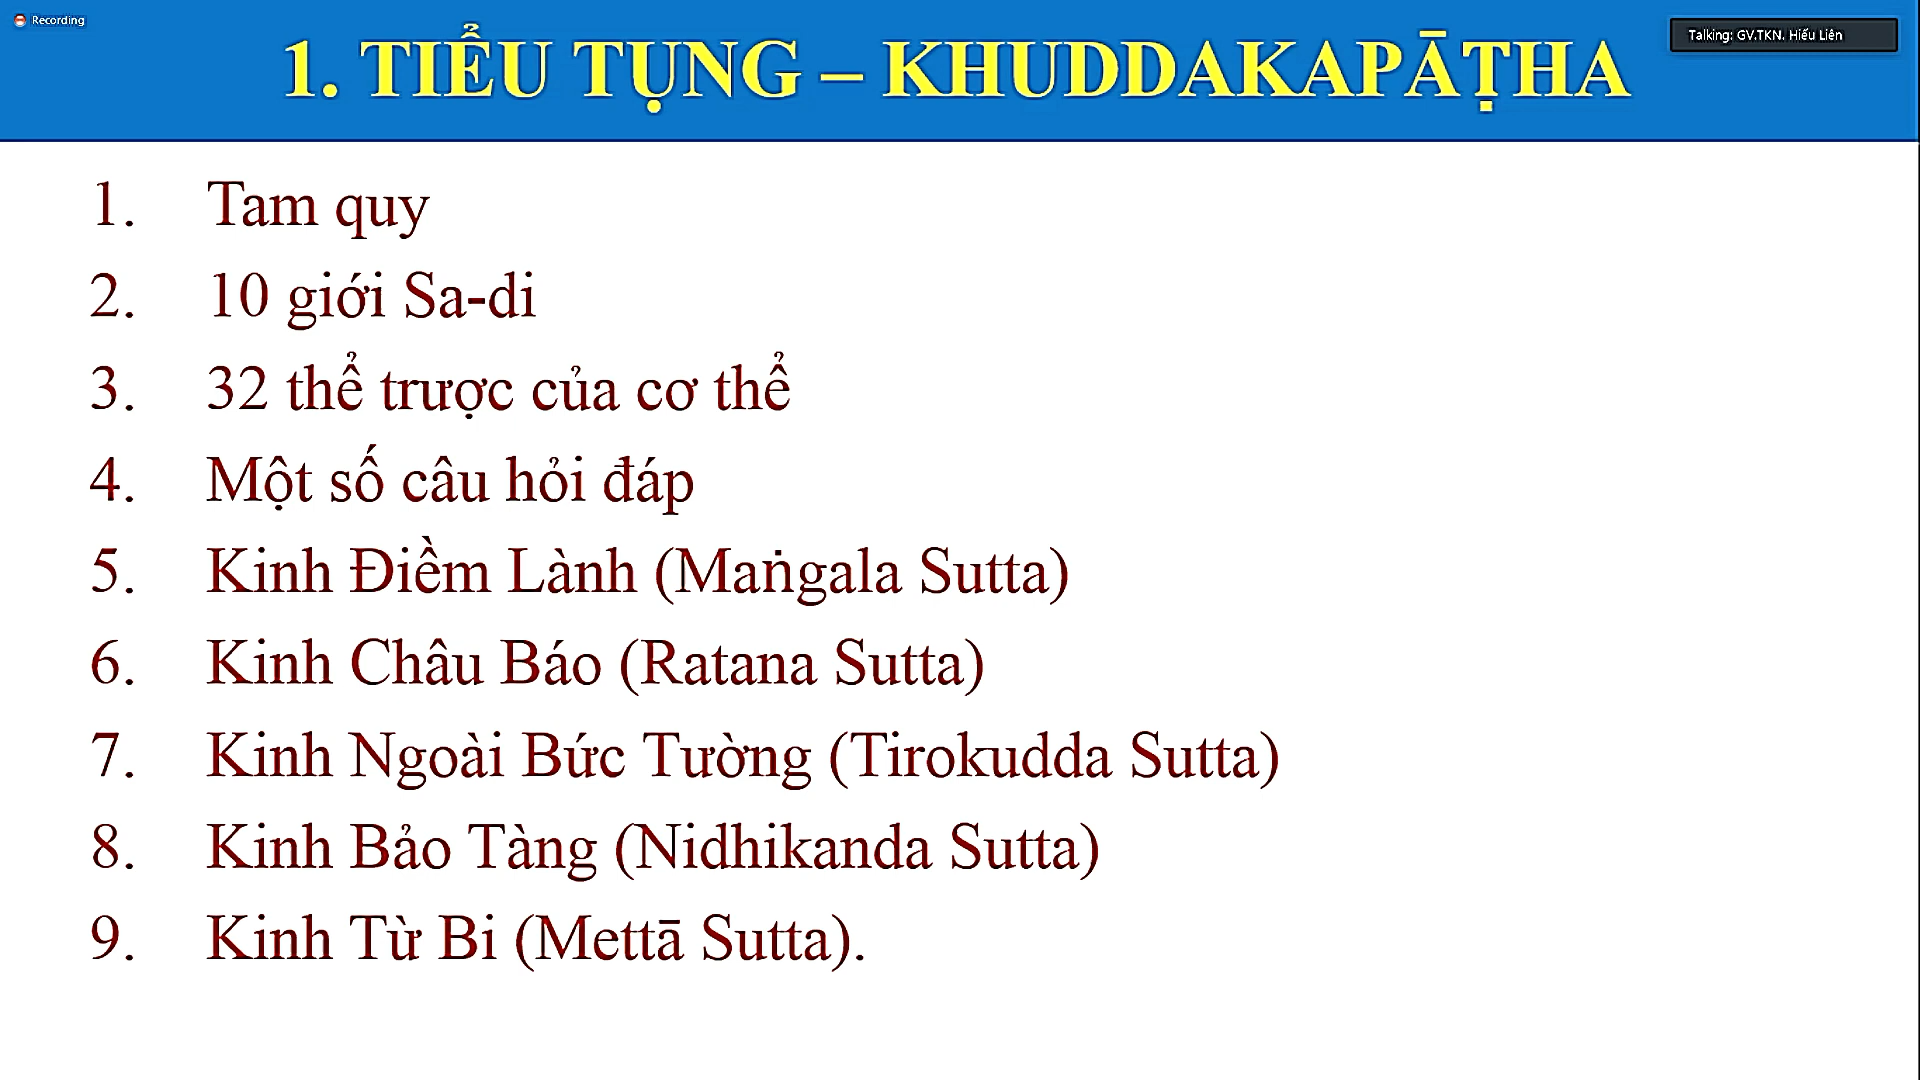 Recording
Talking: GV.TKN. Hiếu Liên
1. TIỂU TỤNG – KHUDDAKAPĀṬHA
1. Tam quy
2. 10 giới Sa-di
3. 32 thể trược của cơ thể
4. Một số câu hỏi đáp
5. Kinh Điềm Lành (Maṅgala Sutta)
6. Kinh Châu Báo (Ratana Sutta)
7. Kinh Ngoài Bức Tường (Tirokudda Sutta)
8. Kinh Bảo Tàng (Nidhikanda Sutta)
9. Kinh Từ Bi (Mettā Sutta).